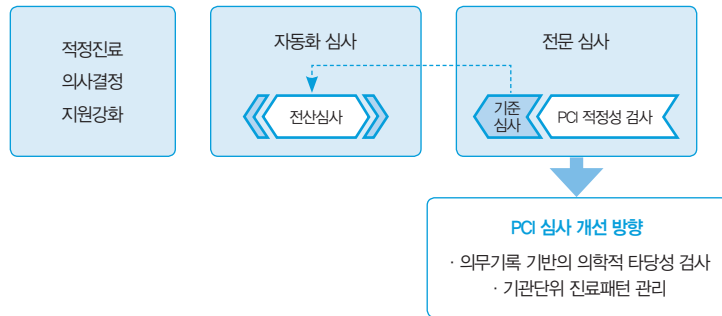 적정진료
의사결정
지원강화
자동화 심사
전산심사
전문 심사
기준
심사
PCI 적정성 검사
PCI 심사 개선 방향
· 의무기록 기반의 의학적 타당성 검사
· 기관단위 진료패턴 관리